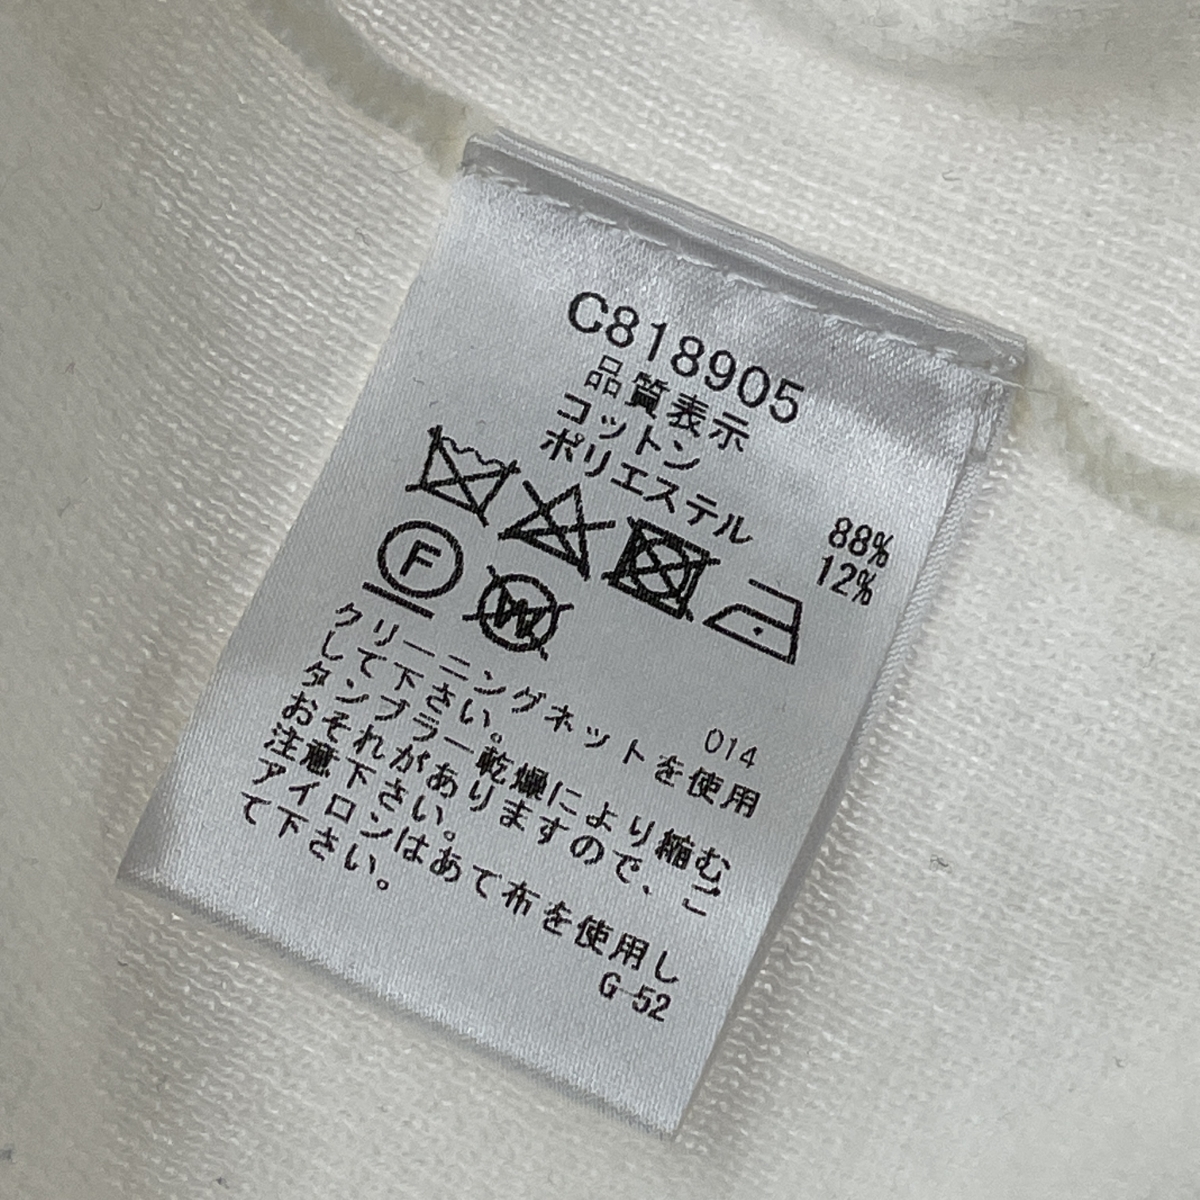 C818905
品質表示
コットン 88%
ポリエステル 12%
F
W
014
クリーニングネットを使用
して下さい。
タンブラー乾燥により縮む
おそれがありますので、ご
注意下さい。
アイロンはあて布を使用し
て下さい。
G-52